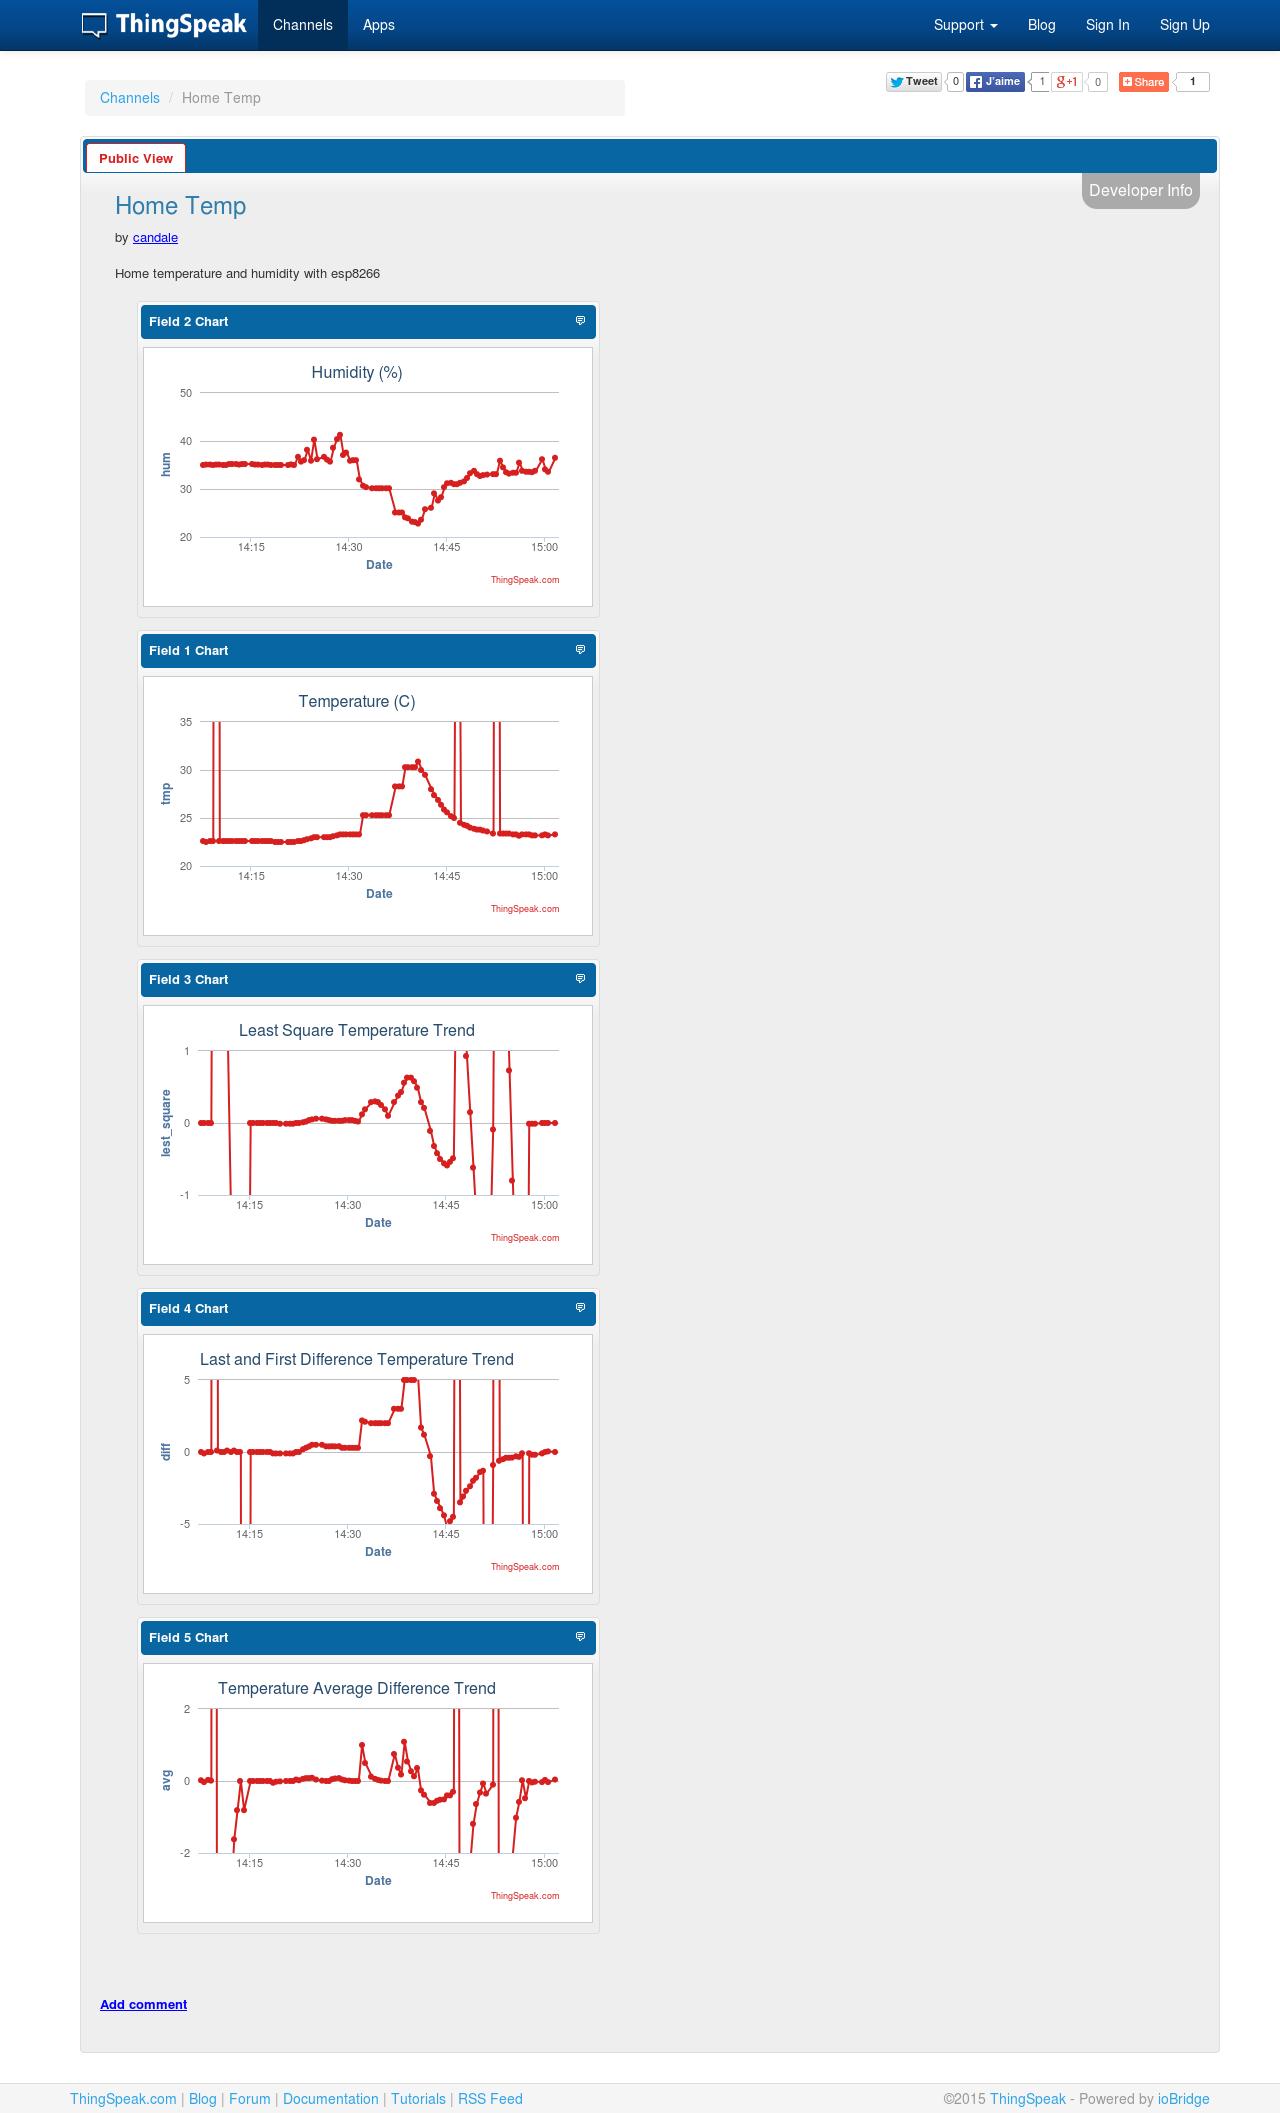 ThingSpeak Channels Apps Support Blog Sign In Sign Up
Channels / Home Temp
Tweet 0 J'aime 1 g+1 0 Share 1
Public View
Developer Info
Home Temp
by candale
Home temperature and humidity with esp8266
Field 2 Chart
Humidity (%)
50
40
30
20
hum
14:15 14:30 14:45 15:00
Date
ThingSpeak.com
Field 1 Chart
Temperature (C)
35
30
25
20
tmp
14:15 14:30 14:45 15:00
Date
ThingSpeak.com
Field 3 Chart
Least Square Temperature Trend
1
0
-1
lest_square
14:15 14:30 14:45 15:00
Date
ThingSpeak.com
Field 4 Chart
Last and First Difference Temperature Trend
5
0
-5
diff
14:15 14:30 14:45 15:00
Date
ThingSpeak.com
Field 5 Chart
Temperature Average Difference Trend
2
0
-2
avg
14:15 14:30 14:45 15:00
Date
ThingSpeak.com
Add comment
ThingSpeak.com | Blog | Forum | Documentation | Tutorials | RSS Feed
©2015 ThingSpeak - Powered by ioBridge